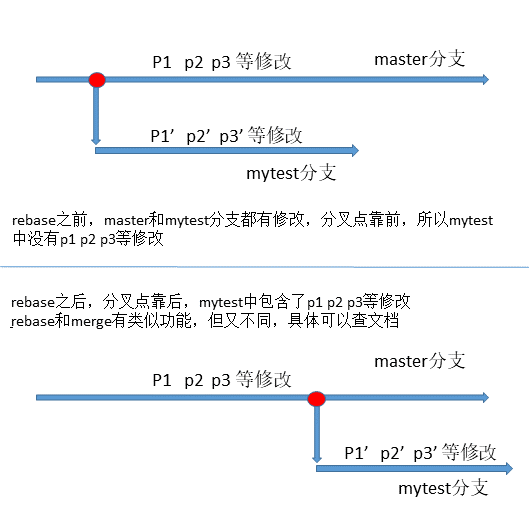 P1 p2 p3 等修改
master分支
P1’ p2’ p3’ 等修改
mytest分支
rebase之前，master和mytest分支都有修改，分叉点靠前，所以mytest
中没有p1 p2 p3等修改
rebase之后，分叉点靠后，mytest中包含了p1 p2 p3等修改
rebase和merge有类似功能，但又不同，具体可以查文档
master分支
P1 p2 p3 等修改
P1’ p2’ p3’ 等修改
mytest分支